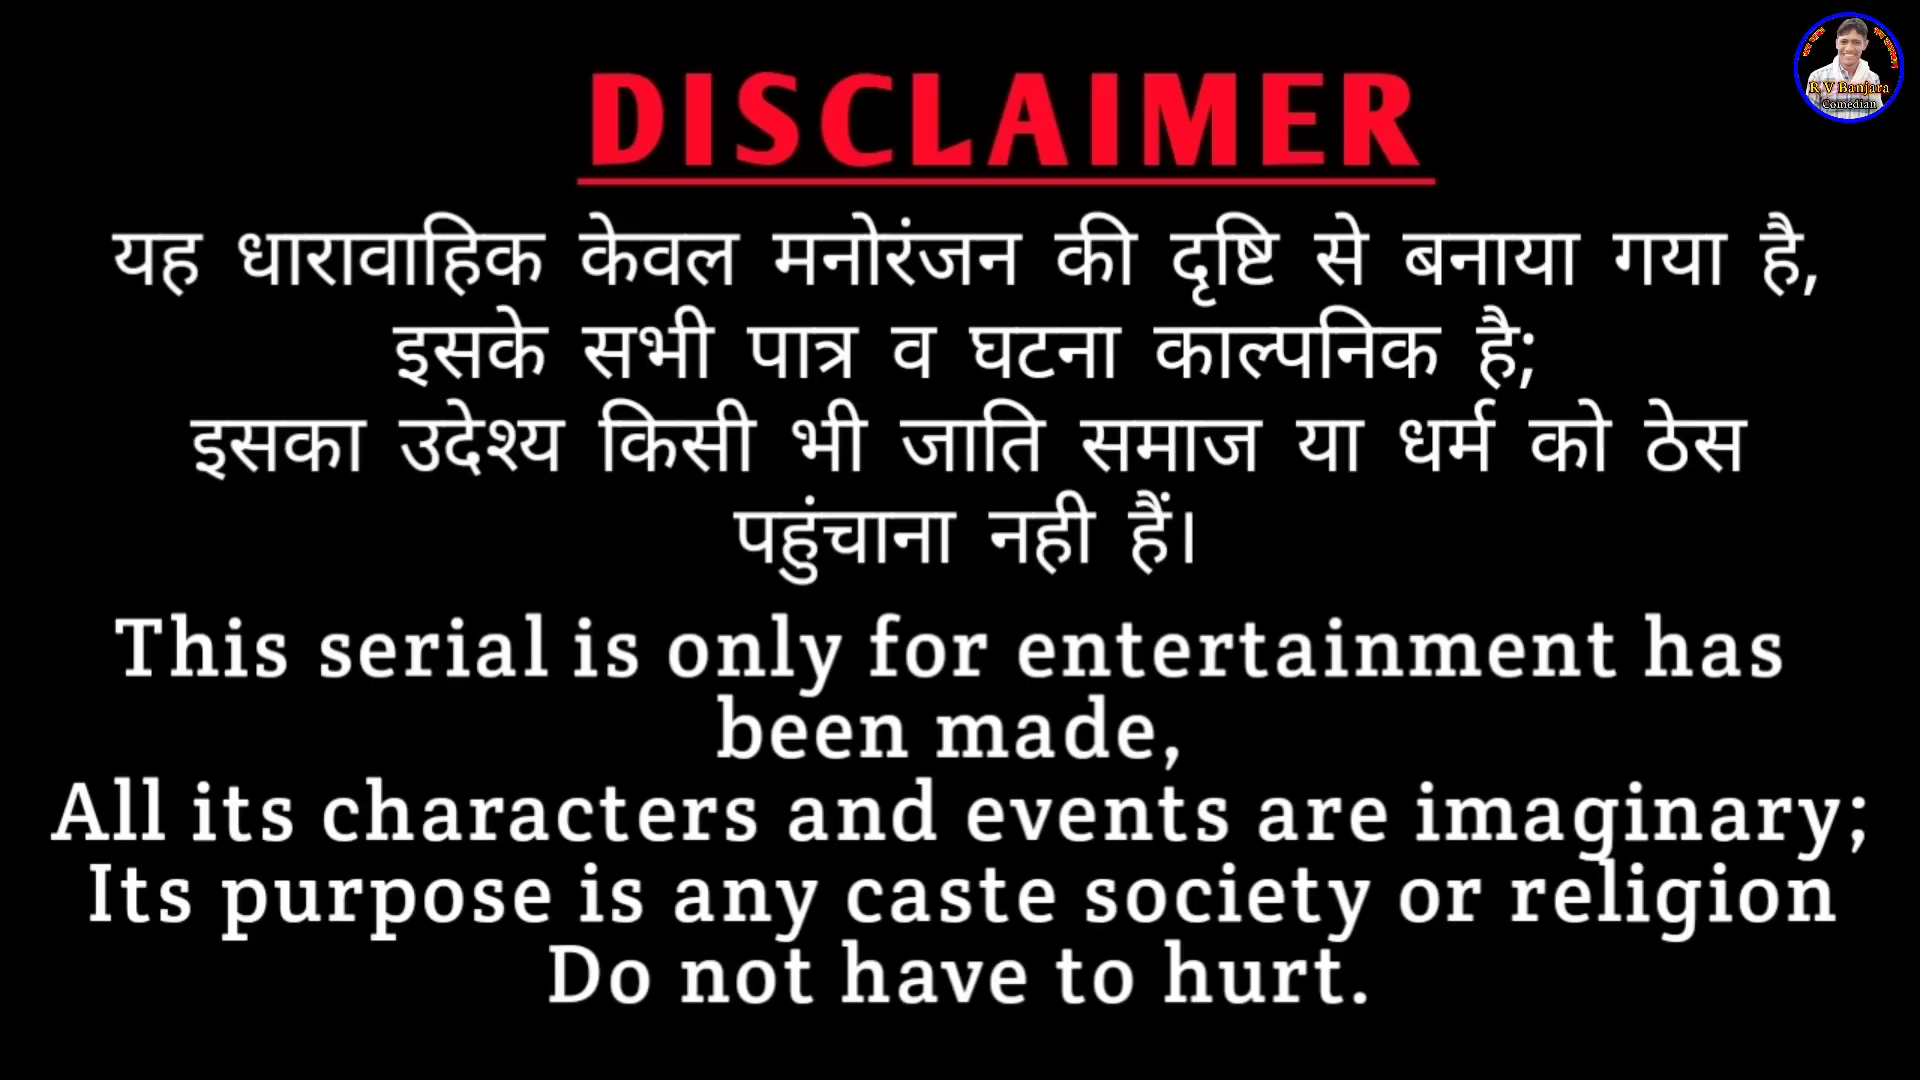 DISCLAIMER
यह धारावाहिक केवल मनोरंजन की दृष्टि से बनाया गया है,
इसके सभी पात्र व घटना काल्पनिक है;
इसका उदेश्य किसी भी जाति समाज या धर्म को ठेस
पहुंचाना नही हैं।
This serial is only for entertainment has
been made,
All its characters and events are imaginary;
Its purpose is any caste society or religion
Do not have to hurt.
R V Banjara
Comedian